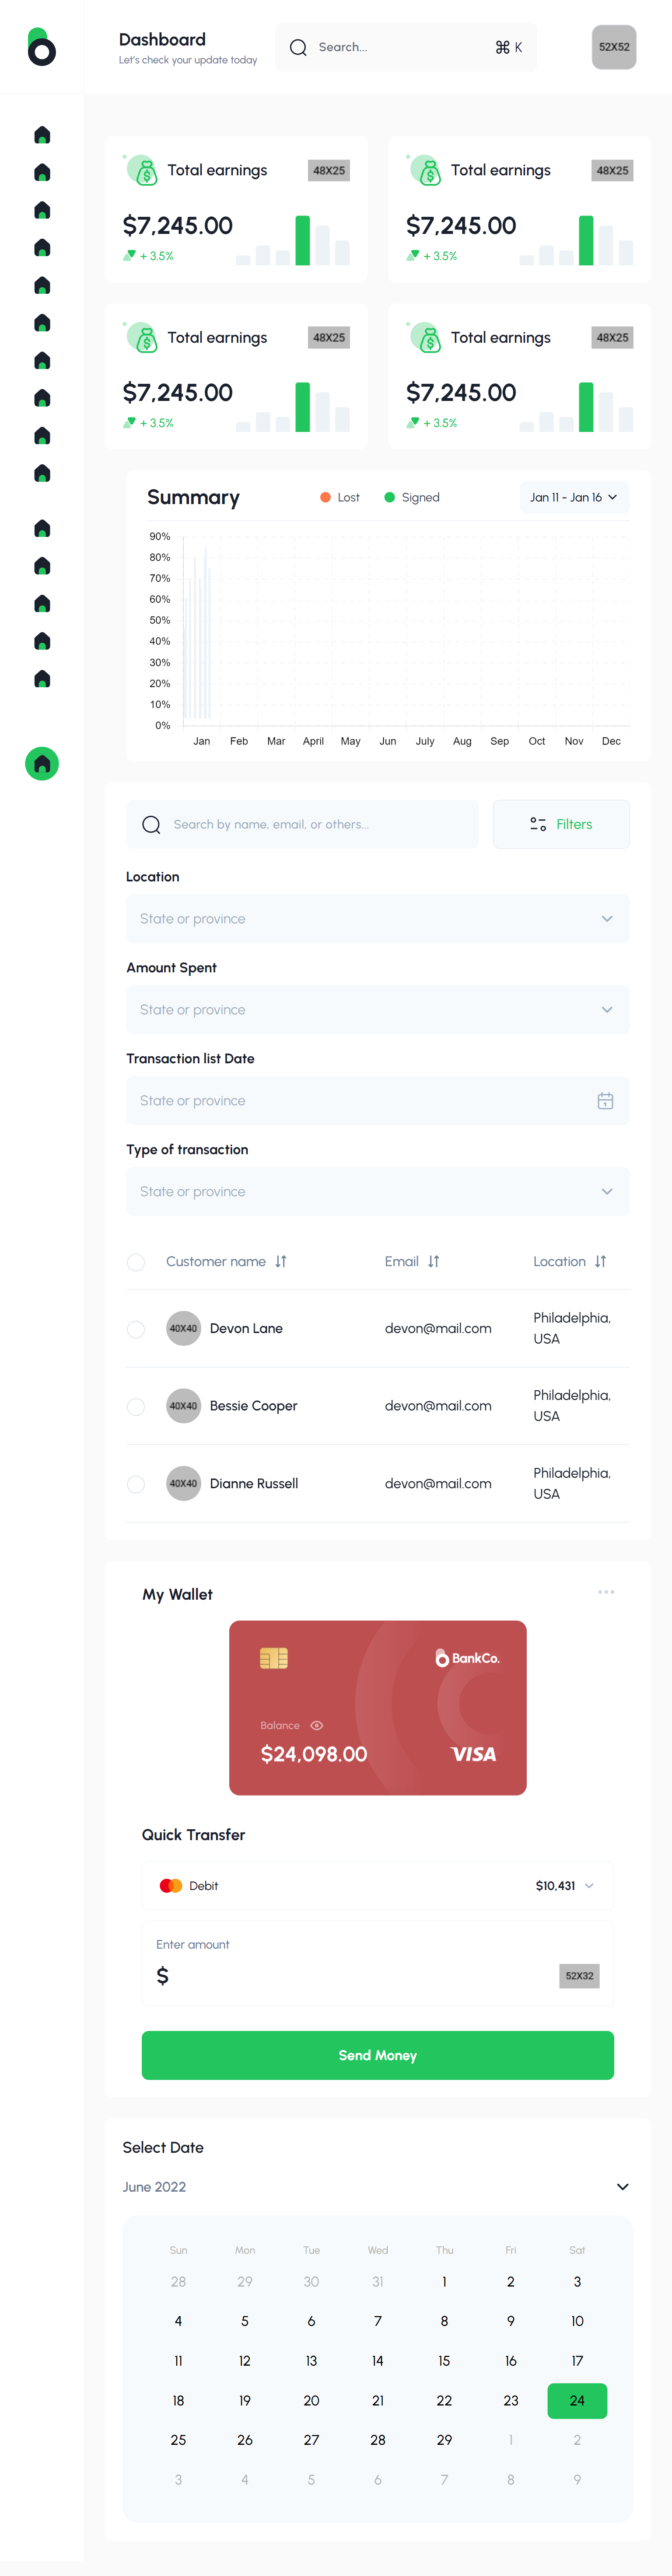 Dashboard
Let's check your update today
Search...
⌘ K
52X52
Total earnings
48X25
$7,245.00
+ 3.5%
Total earnings
48X25
$7,245.00
+ 3.5%
Total earnings
48X25
$7,245.00
+ 3.5%
Total earnings
48X25
$7,245.00
+ 3.5%
Summary
Lost
Signed
Jan 11 - Jan 16
90%
80%
70%
60%
50%
40%
30%
20%
10%
0%
Jan Feb Mar April May Jun July Aug Sep Oct Nov Dec
Search by name, email, or others...
Filters
Location
State or province
Amount Spent
State or province
Transaction list Date
State or province
Type of transaction
State or province
Customer name Email Location
40X40 Devon Lane devon@mail.com Philadelphia,
USA
40X40 Bessie Cooper devon@mail.com Philadelphia,
USA
40X40 Dianne Russell devon@mail.com Philadelphia,
USA
My Wallet
BankCo.
Balance
$24,098.00
VISA
Quick Transfer
Debit
$10,431
Enter amount
$
52X32
Send Money
Select Date
June 2022
Sun Mon Tue Wed Thu Fri Sat
28 29 30 31 1 2 3
4 5 6 7 8 9 10
11 12 13 14 15 16 17
18 19 20 21 22 23 24
25 26 27 28 29 1 2
3 4 5 6 7 8 9